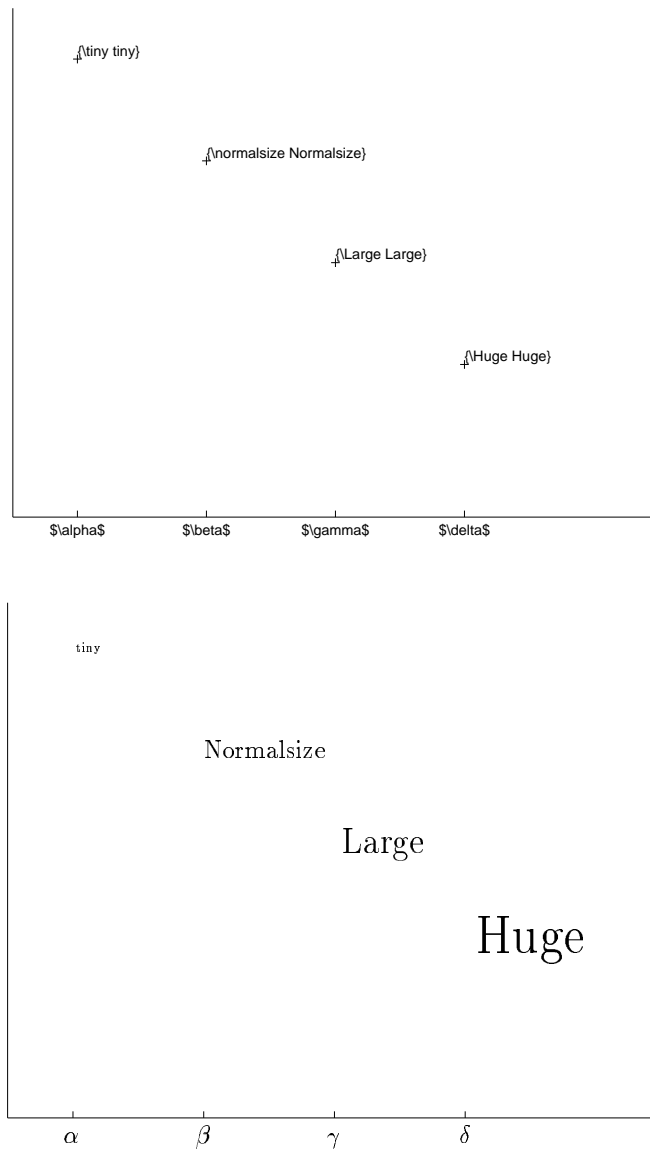 {\tiny tiny}
{\normalsize Normalsize}
{\Large Large}
{\Huge Huge}
$\alpha$ $\beta$ $\gamma$ $\delta$
tiny
Normalsize
Large
Huge
α β γ δ